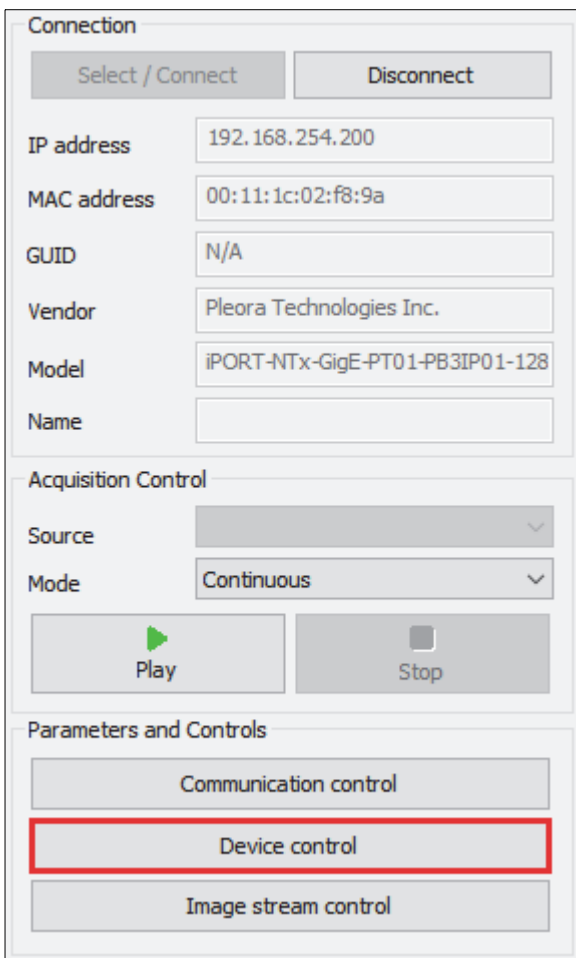 Connection
Select / Connect
Disconnect
IP address
192.168.254.200
MAC address
00:11:1c:02:f8:9a
GUID
N/A
Vendor
Pleora Technologies Inc.
Model
iPORT-NTx-GigE-PT01-PB3IP01-128
Name
Acquisition Control
Source
Mode
Continuous
Play
Stop
Parameters and Controls
Communication control
Device control
Image stream control